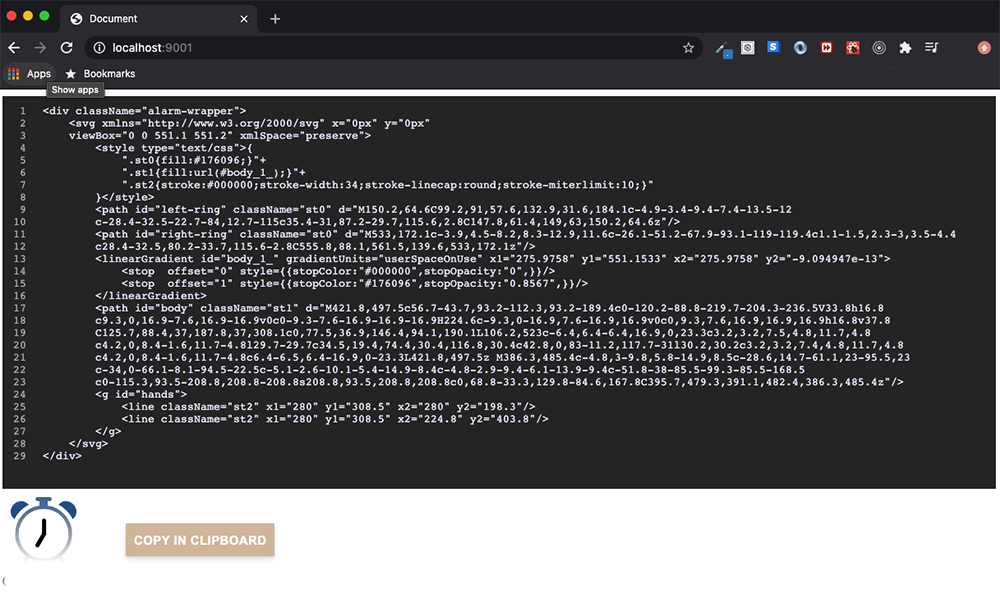 Document
localhost:9001
Apps
Bookmarks
Show apps
1 <div className="alarm-wrapper">
2 <svg xmlns="http://www.w3.org/2000/svg" x="0px" y="0px"
3 viewBox="0 0 551.1 551.2" xmlSpace="preserve">
4 <style type="text/css">{
5 ".st0{fill:#176096;}"+
6 ".st1{fill:url(#body_1_);}"+
7 ".st2{stroke:#000000;stroke-width:34;stroke-linecap:round;stroke-miterlimit:10;}"
8 }</style>
9 <path id="left-ring" className="st0" d="M150.2,64.6C99.2,91,57.6,132.9,31.6,184.1c-4.9-3.4-9.4-7.4-13.5-12
10 c-28.4-32.5-22.7-84,12.7-115c35.4-31,87.2-29.7,115.6,2.8C147.8,61.4,149,63,150.2,64.6z"/>
11 <path id="right-ring" className="st0" d="M533,172.1c-3.9,4.5-8.2,8.3-12.9,11.6c-26.1-51.2-67.9-93.1-119-119.4c1.1-1.5,2.3-3,3.5-4.4
12 c28.4-32.5,80.2-33.7,115.6-2.8C555.8,88.1,561.5,139.6,533,172.1z"/>
13 <linearGradient id="body_1_" gradientUnits="userSpaceOnUse" x1="275.9758" y1="551.1533" x2="275.9758" y2="-9.094947e-13">
14 <stop offset="0" style={{stopColor:"#000000",stopOpacity:"0",}}/>
15 <stop offset="1" style={{stopColor:"#176096",stopOpacity:"0.8567",}}/>
16 </linearGradient>
17 <path id="body" className="st1" d="M421.8,497.5c56.7-43.7,93.2-112.3,93.2-189.4c0-120.2-88.8-219.7-204.3-236.5V33.8h16.8
18 c9.3,0,16.9-7.6,16.9-16.9v0c0-9.3-7.6-16.9-16.9-16.9H224.6c-9.3,0-16.9,7.6-16.9,16.9v0c0,9.3,7.6,16.9,16.9,16.9h16.8v37.8
19 C125.7,88.4,37,187.8,37,308.1c0,77.5,36.9,146.4,94.1,190.1L106.2,523c-6.4,6.4-6.4,16.9,0,23.3c3.2,3.2,7.5,4.8,11.7,4.8
20 c4.2,0,8.4-1.6,11.7-4.8l29.7-29.7c34.5,19.4,74.4,30.4,116.8,30.4c42.8,0,83-11.2,117.7-31l30.2,30.2c3.2,3.2,7.4,4.8,11.7,4.8
21 c4.2,0,8.4-1.6,11.7-4.8c6.4-6.5,6.4-16.9,0-23.3L421.8,497.5z M386.3,485.4c-4.8,3-9.8,5.8-14.9,8.5c-28.6,14.7-61.1,23-95.5,23
22 c-34,0-66.1-8.1-94.5-22.5c-5.1-2.6-10.1-5.4-14.9-8.4c-4.8-2.9-9.4-6.1-13.9-9.4c-51.8-38-85.5-99.3-85.5-168.5
23 c0-115.3,93.5-208.8,208.8-208.8s208.8,93.5,208.8,208.8c0,68.8-33.3,129.8-84.6,167.8C395.7,479.3,391.1,482.4,386.3,485.4z"/>
24 <g id="hands">
25 <line className="st2" x1="280" y1="308.5" x2="280" y2="198.3"/>
26 <line className="st2" x1="280" y1="308.5" x2="224.8" y2="403.8"/>
27 </g>
28 </svg>
29 </div>
COPY IN CLIPBOARD
(